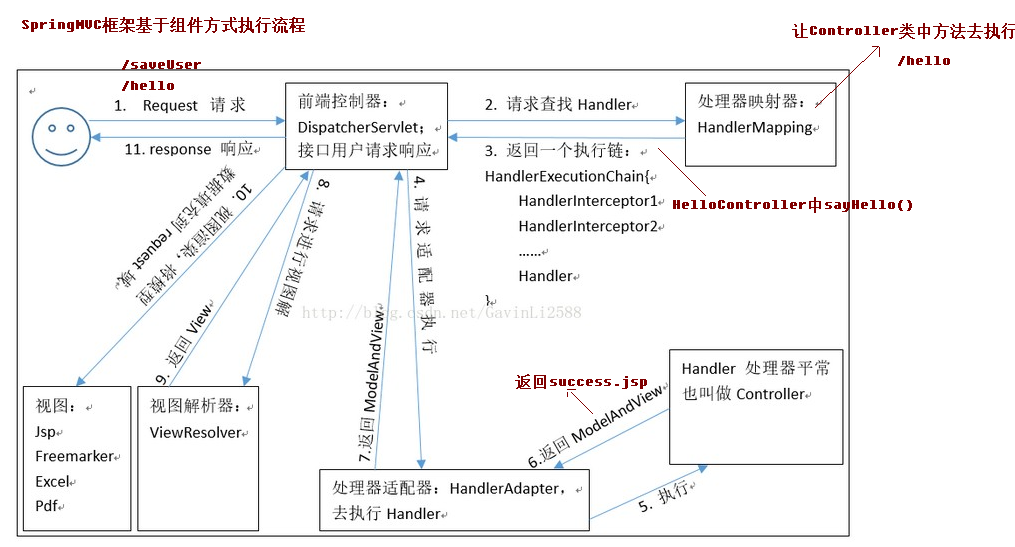 SpringMVC框架基于组件方式执行流程
让Controller类中方法去执行
/hello
/saveUser
/hello
1. Request 请求
11. response 响应
前端控制器：
DispatcherServlet；
接口用户请求响应
2. 请求查找 Handler
3. 返回一个执行链：
HandlerExecutionChain{
HandlerInterceptor1
HandlerInterceptor2
……
Handler
}
处理器映射器：
HandlerMapping
HelloController中sayHello()
10. 视图渲染，将模型
数据填充到 request 域
9. 返回 View
8. 请求进行视图解
7.返回 ModelAndView
4. 请求适配器执行
http://blog.csdn.net/GavinLi2588
返回success.jsp
6.返回 ModelAndView
5. 执行
Handler 处理器平常
也叫做 Controller
视图：
Jsp
Freemarker
Excel
Pdf
视图解析器：
ViewResolver
处理器适配器：HandlerAdapter，
去执行 Handler